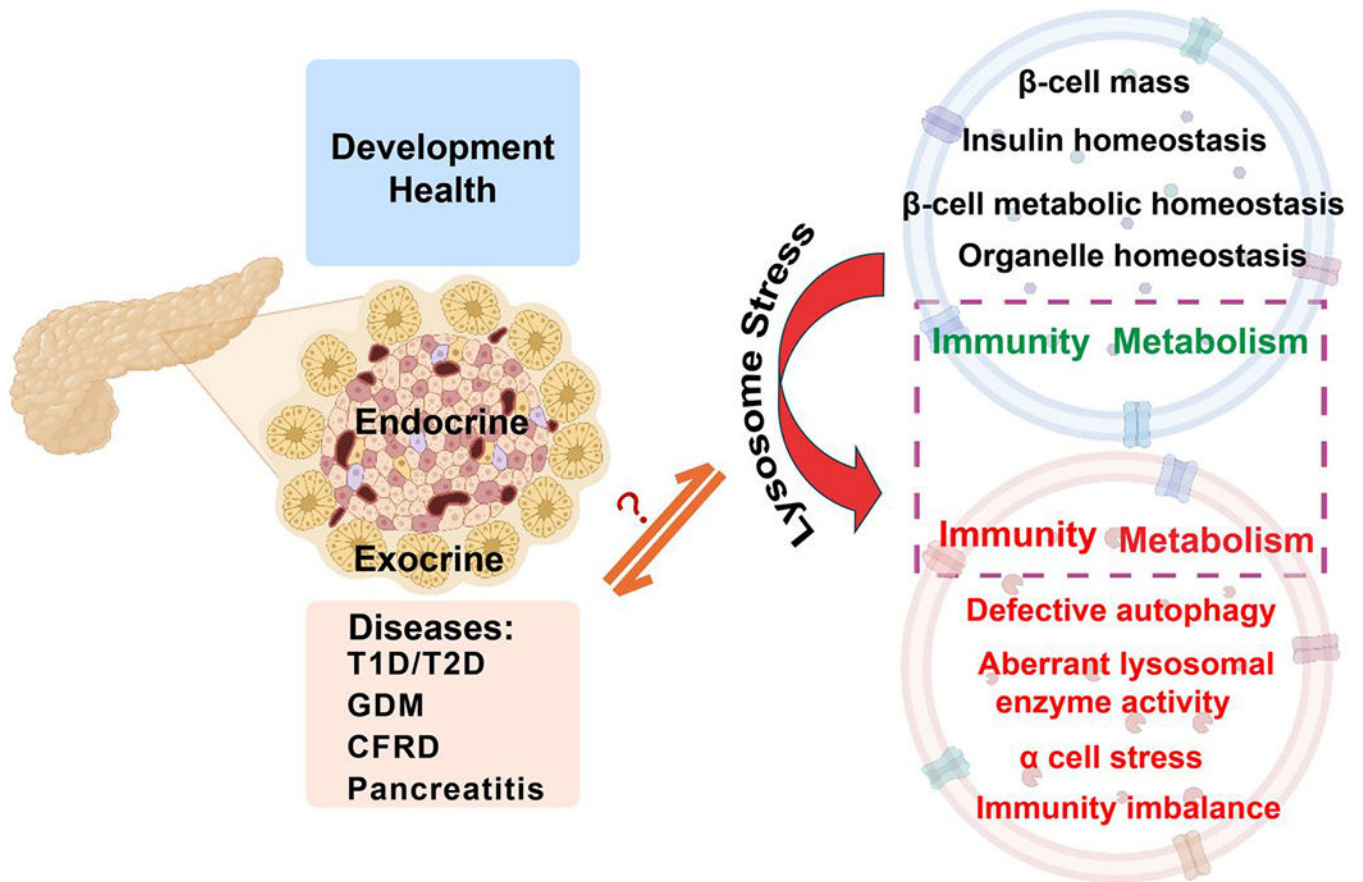 Development
Health
Endocrine
Exocrine
Diseases:
T1D/T2D
GDM
CFRD
Pancreatitis
?
Lysosome Stress
β-cell mass
Insulin homeostasis
β-cell metabolic homeostasis
Organelle homeostasis
Immunity Metabolism
Immunity Metabolism
Defective autophagy
Aberrant lysosomal
enzyme activity
α cell stress
Immunity imbalance